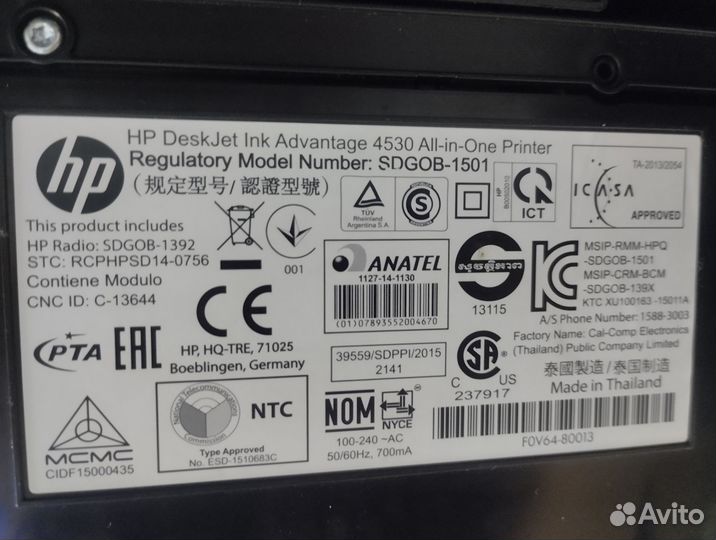 hp
HP DeskJet Ink Advantage 4530 All-in-One Printer
Regulatory Model Number: SDGOB-1501
(规定型号/ 認證型號)
This product includes
HP Radio: SDGOB-1392
STC: RCPHPSD14-0756
Contiene Modulo
CNC ID: C-13644
001
TÜV
Rheinland
Argentina S.A.
S
ICT
TA-2013/2054
ICASA
APPROVED
ANATEL
1127-14-1130
(01)07893552004670
13115
MSIP-RMM-HPQ
-SDGOB-1501
MSIP-CRM-BCM
-SDGOB-139X
KTC XU100163 -15011A
A/S Phone Number: 1588-3003
Factory Name: Cal-Comp Electronics
(Thailand) Public Company Limited
泰國製造 / 泰国制造
Made in Thailand
CE
PTA
EAC
HP, HQ-TRE, 71025
Boeblingen, Germany
39559/SDPPI/2015
2141
SA
C US
237917
MCMC
CIDF15000435
National Telecommunications
Commission
NTC
Type Approved
No. ESD-1510683C
NOM
NYCE
100-240 ~AC
50/60Hz, 700mA
F0V64-80013
Avito